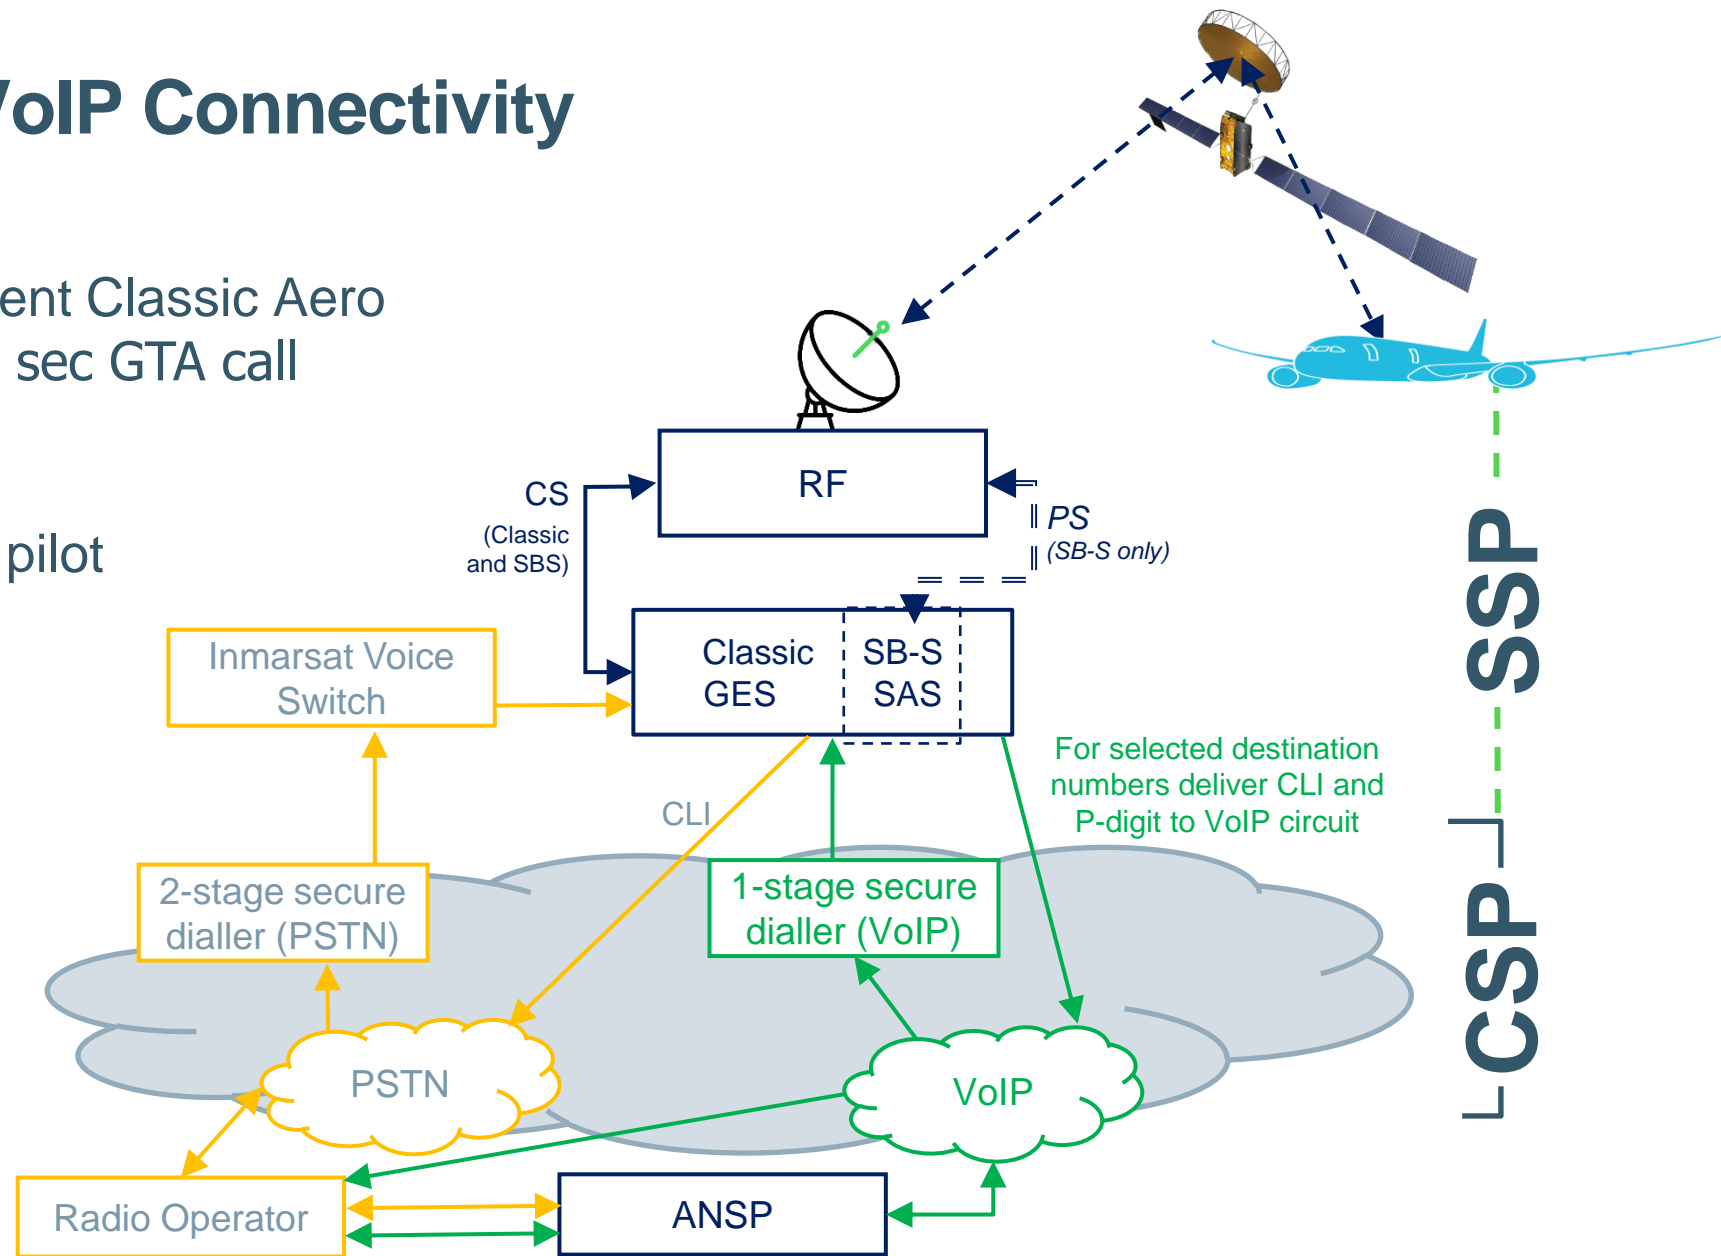 VoIP Connectivity
ent Classic Aero
sec GTA call
pilot
RF
CS
(Classic
and SBS)
PS
(SB-S only)
Inmarsat Voice
Switch
Classic
GES
SB-S
SAS
For selected destination
numbers deliver CLI and
P-digit to VoIP circuit
CLI
2-stage secure
dialler (PSTN)
1-stage secure
dialler (VoIP)
PSTN
VoIP
Radio Operator
ANSP
SSP
CSP